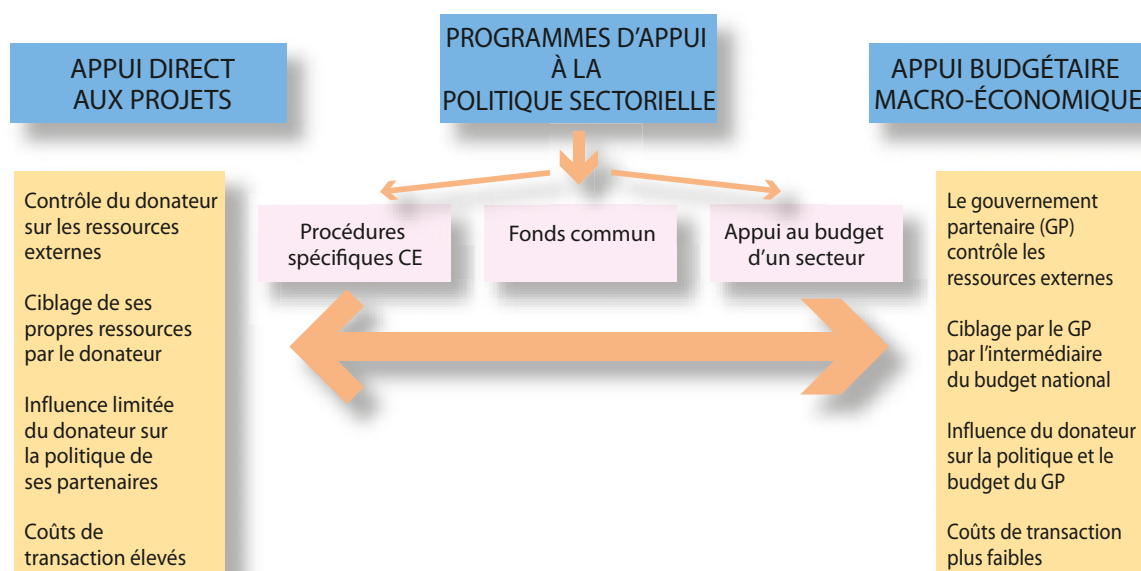 APPUI DIRECT
AUX PROJETS
PROGRAMMES D’APPUI
À LA
POLITIQUE SECTORIELLE
APPUI BUDGÉTAIRE
MACRO-ÉCONOMIQUE
Contrôle du donateur
sur les ressources
externes
Ciblage de ses
propres ressources
par le donateur
Influence limitée
du donateur sur
la politique de
ses partenaires
Coûts de
transaction élevés
Procédures
spécifiques CE
Fonds commun
Appui au budget
d’un secteur
Le gouvernement
partenaire (GP)
contrôle les
ressources externes
Ciblage par le GP
par l’intermédiaire
du budget national
Influence du donateur
sur la politique et le
budget du GP
Coûts de transaction
plus faibles